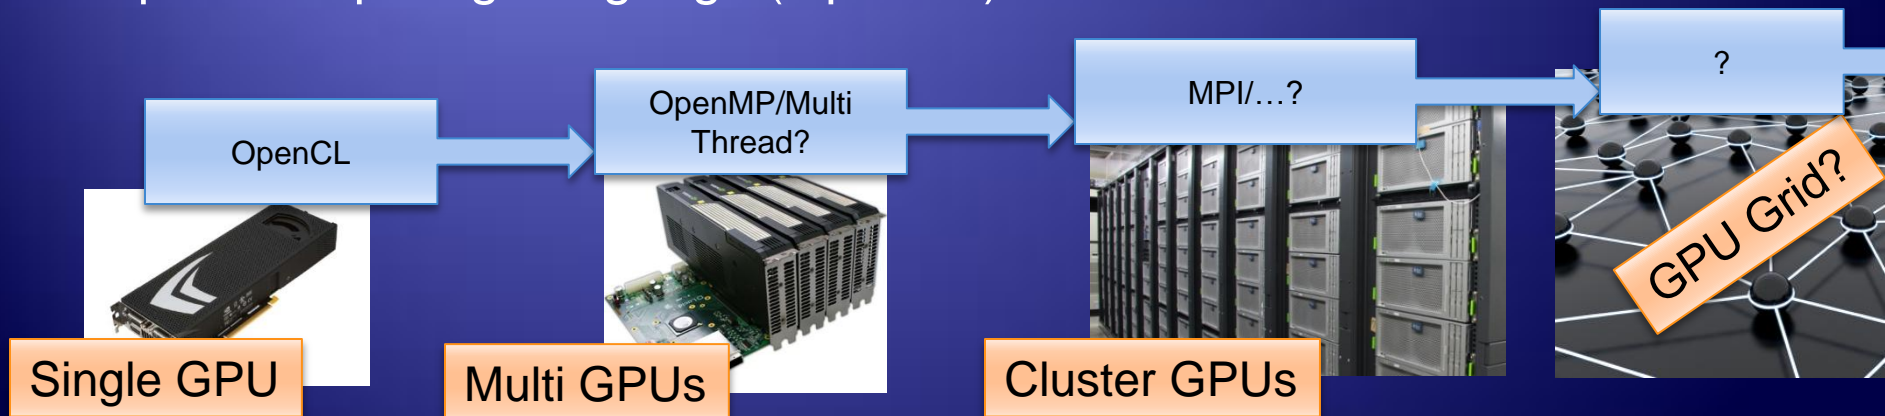 OpenCL
OpenMP/Multi
Thread?
MPI/…?
?
Single GPU
Multi GPUs
Cluster GPUs
GPU Grid?